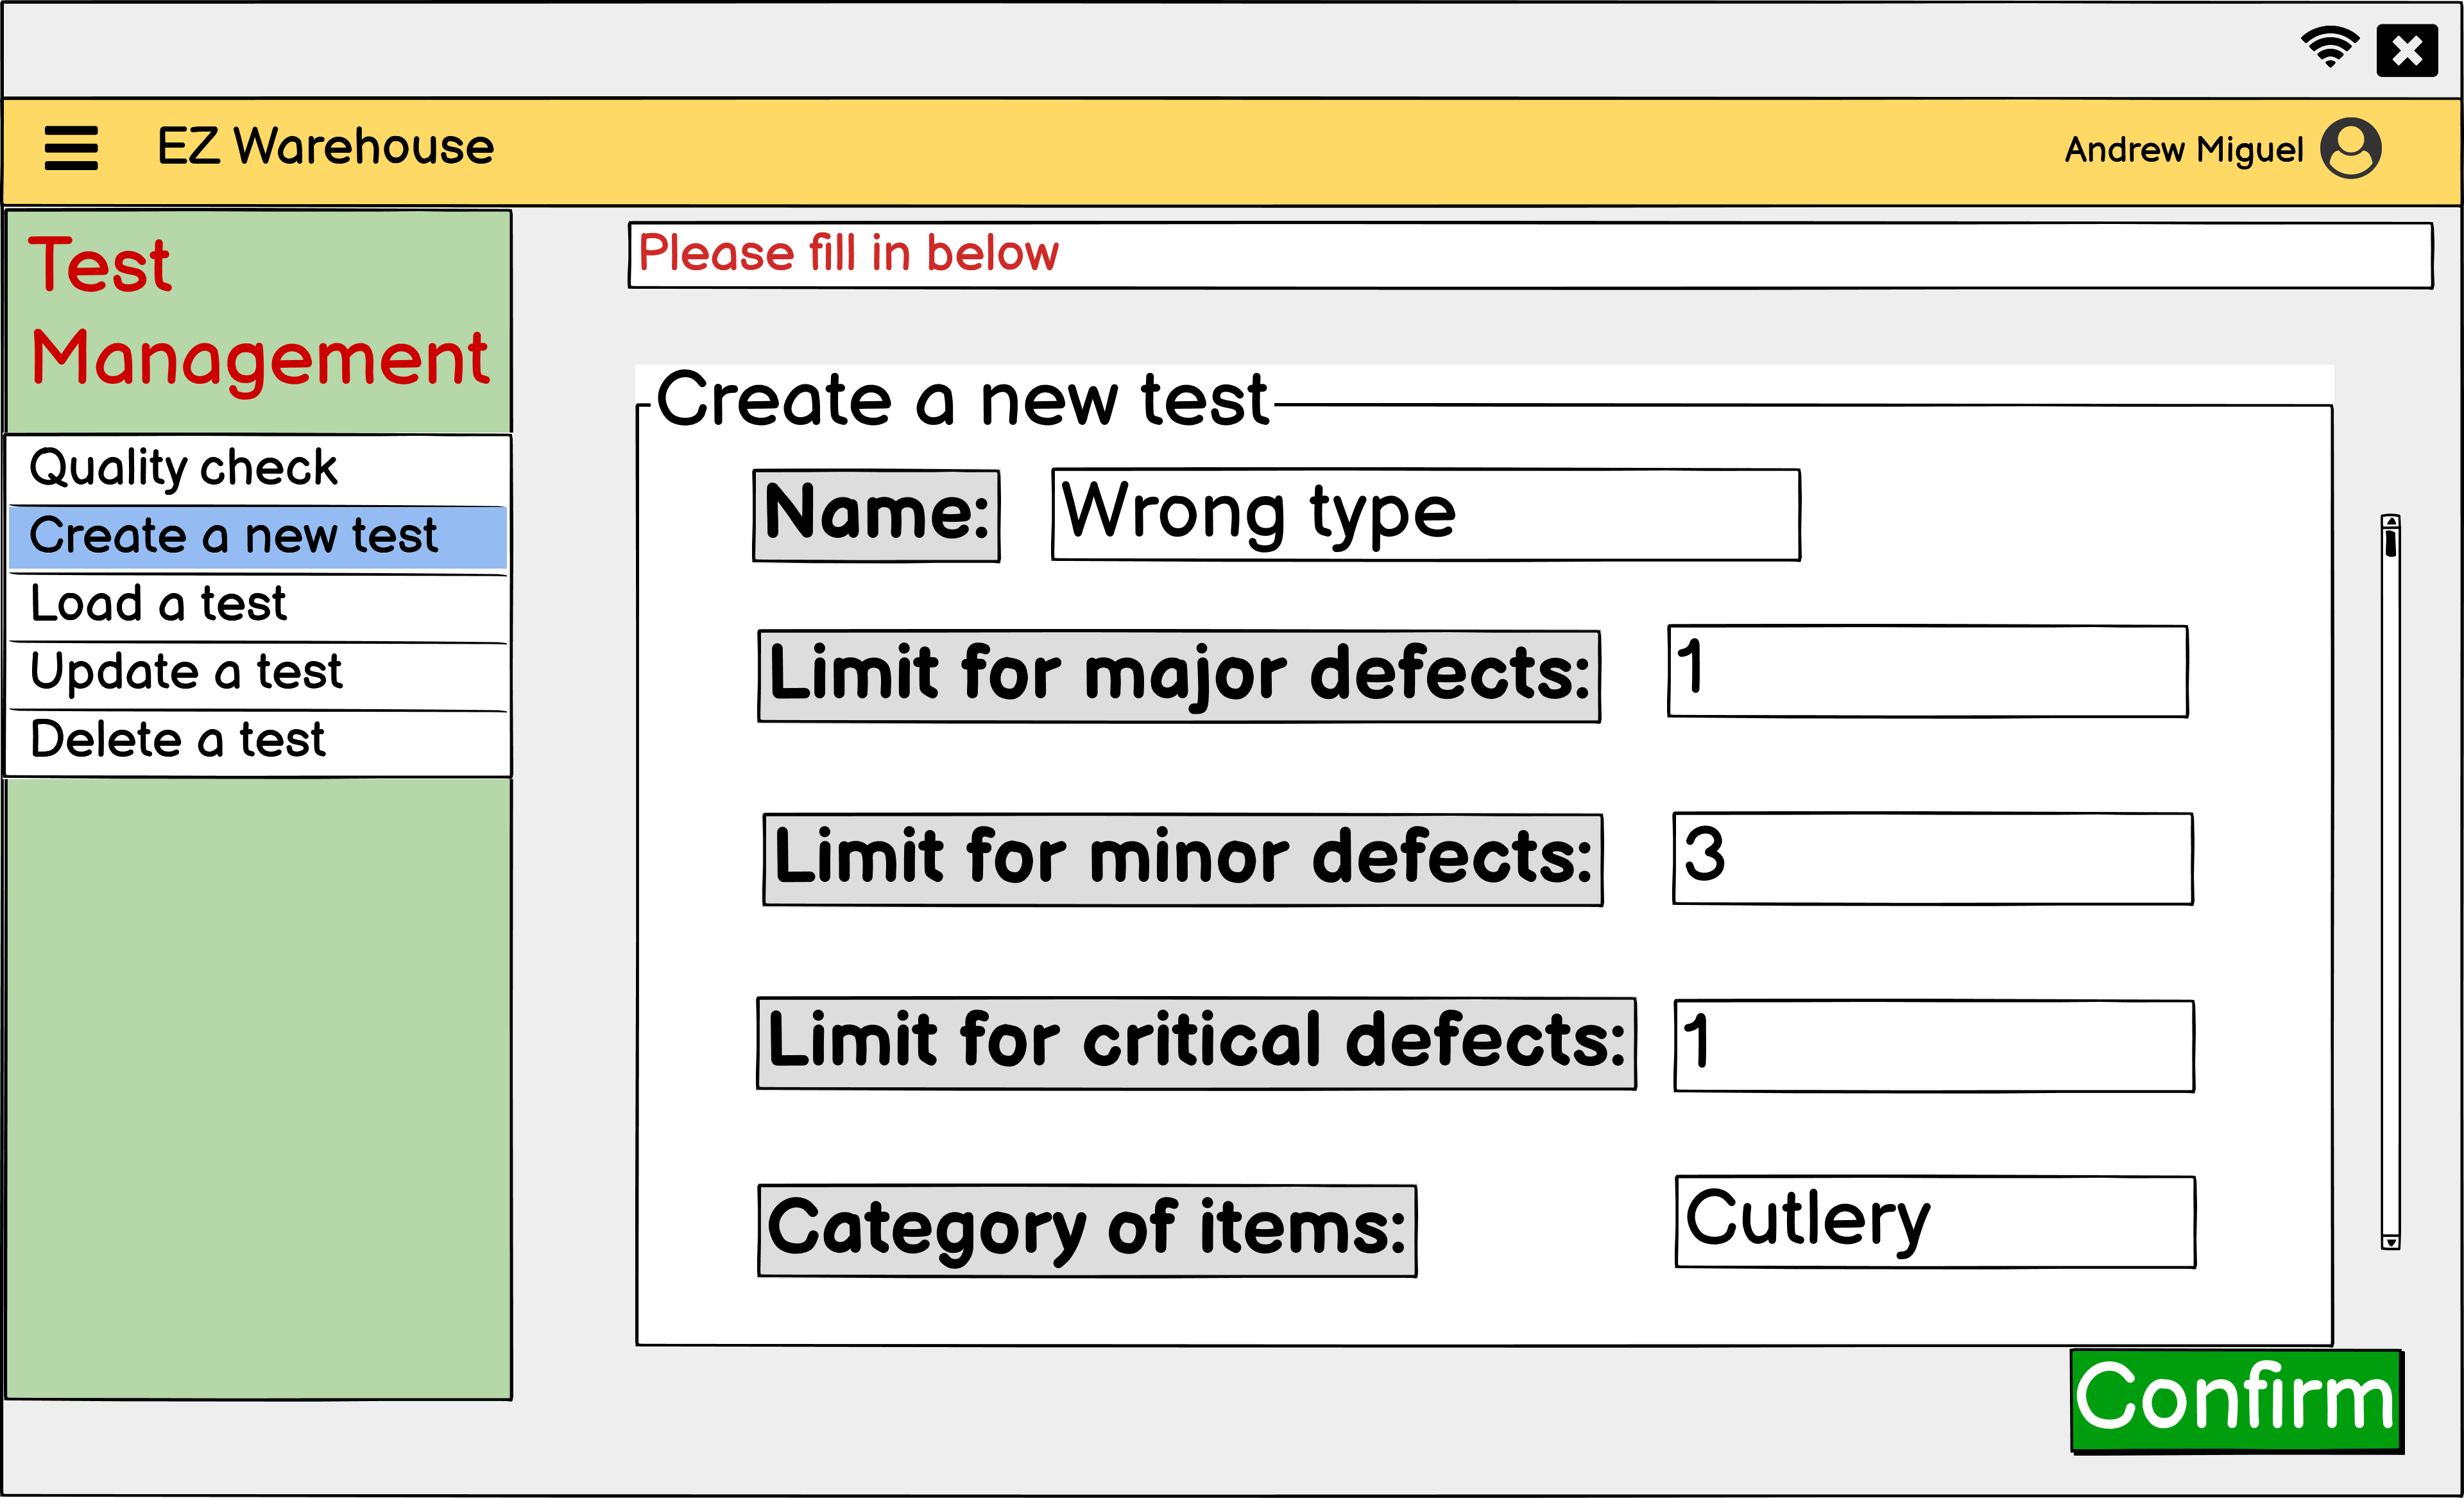 EZ Warehouse
Andrew Miguel
Test
Management
Quality check
Create a new test
Load a test
Update a test
Delete a test
Please fill in below
Create a new test
Name:
Wrong type
Limit for major defects:
1
Limit for minor defects:
3
Limit for critical defects:
1
Category of items:
Cutlery
Confirm